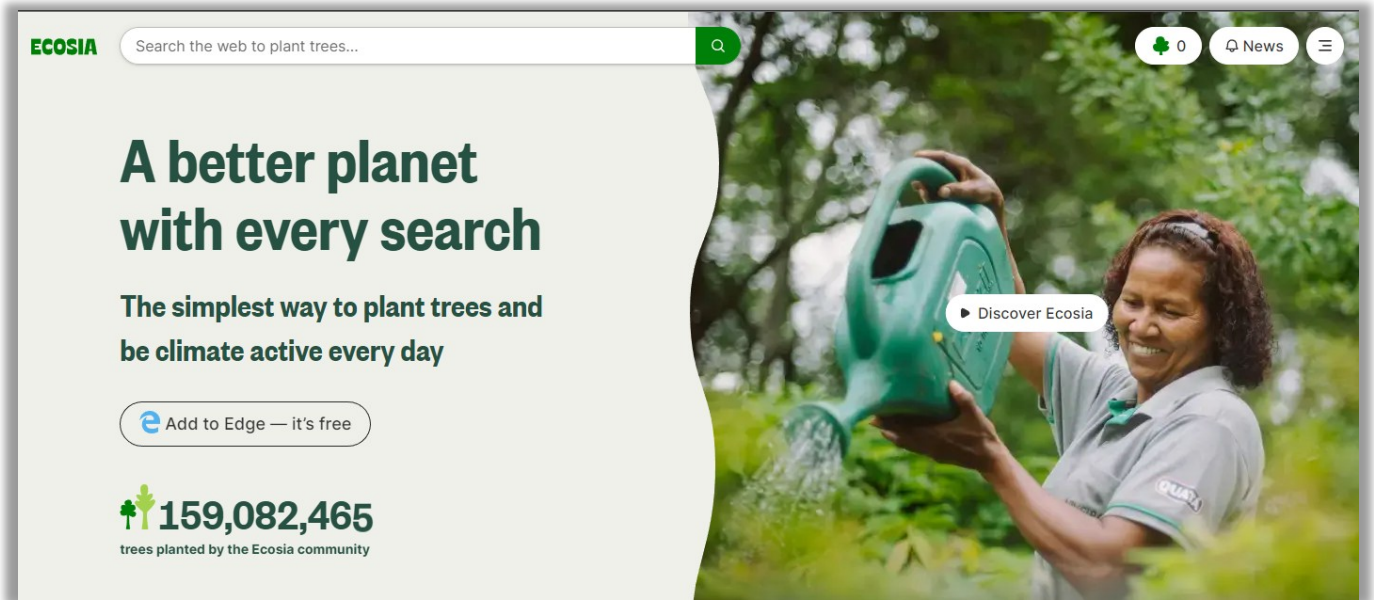 ECOSIA
Search the web to plant trees...
0
News
A better planet
with every search
The simplest way to plant trees and
be climate active every day
Discover Ecosia
Add to Edge — it's free
159,082,465
trees planted by the Ecosia community